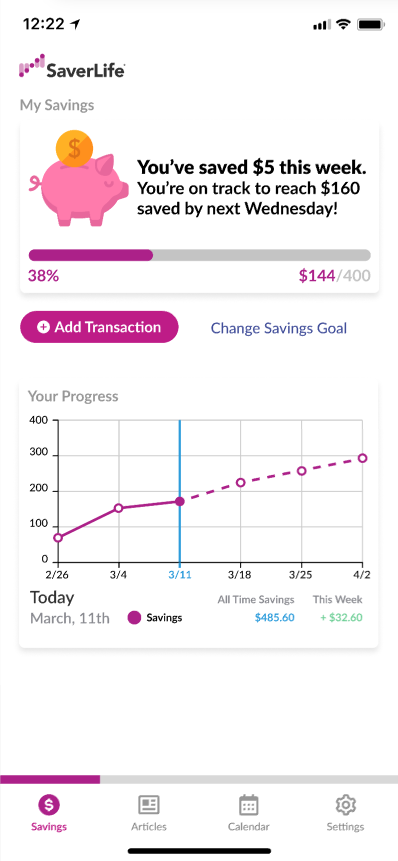 12:22
SaverLife
My Savings
$
You've saved $5 this week.
You're on track to reach $160
saved by next Wednesday!
38%
$144/400
Add Transaction
Change Savings Goal
Your Progress
400
300
200
100
0
2/26 3/4 3/11 3/18 3/25 4/2
Today
March, 11th
Savings
All Time Savings
$485.60
This Week
+ $32.60
$
Savings
Articles
Calendar
Settings